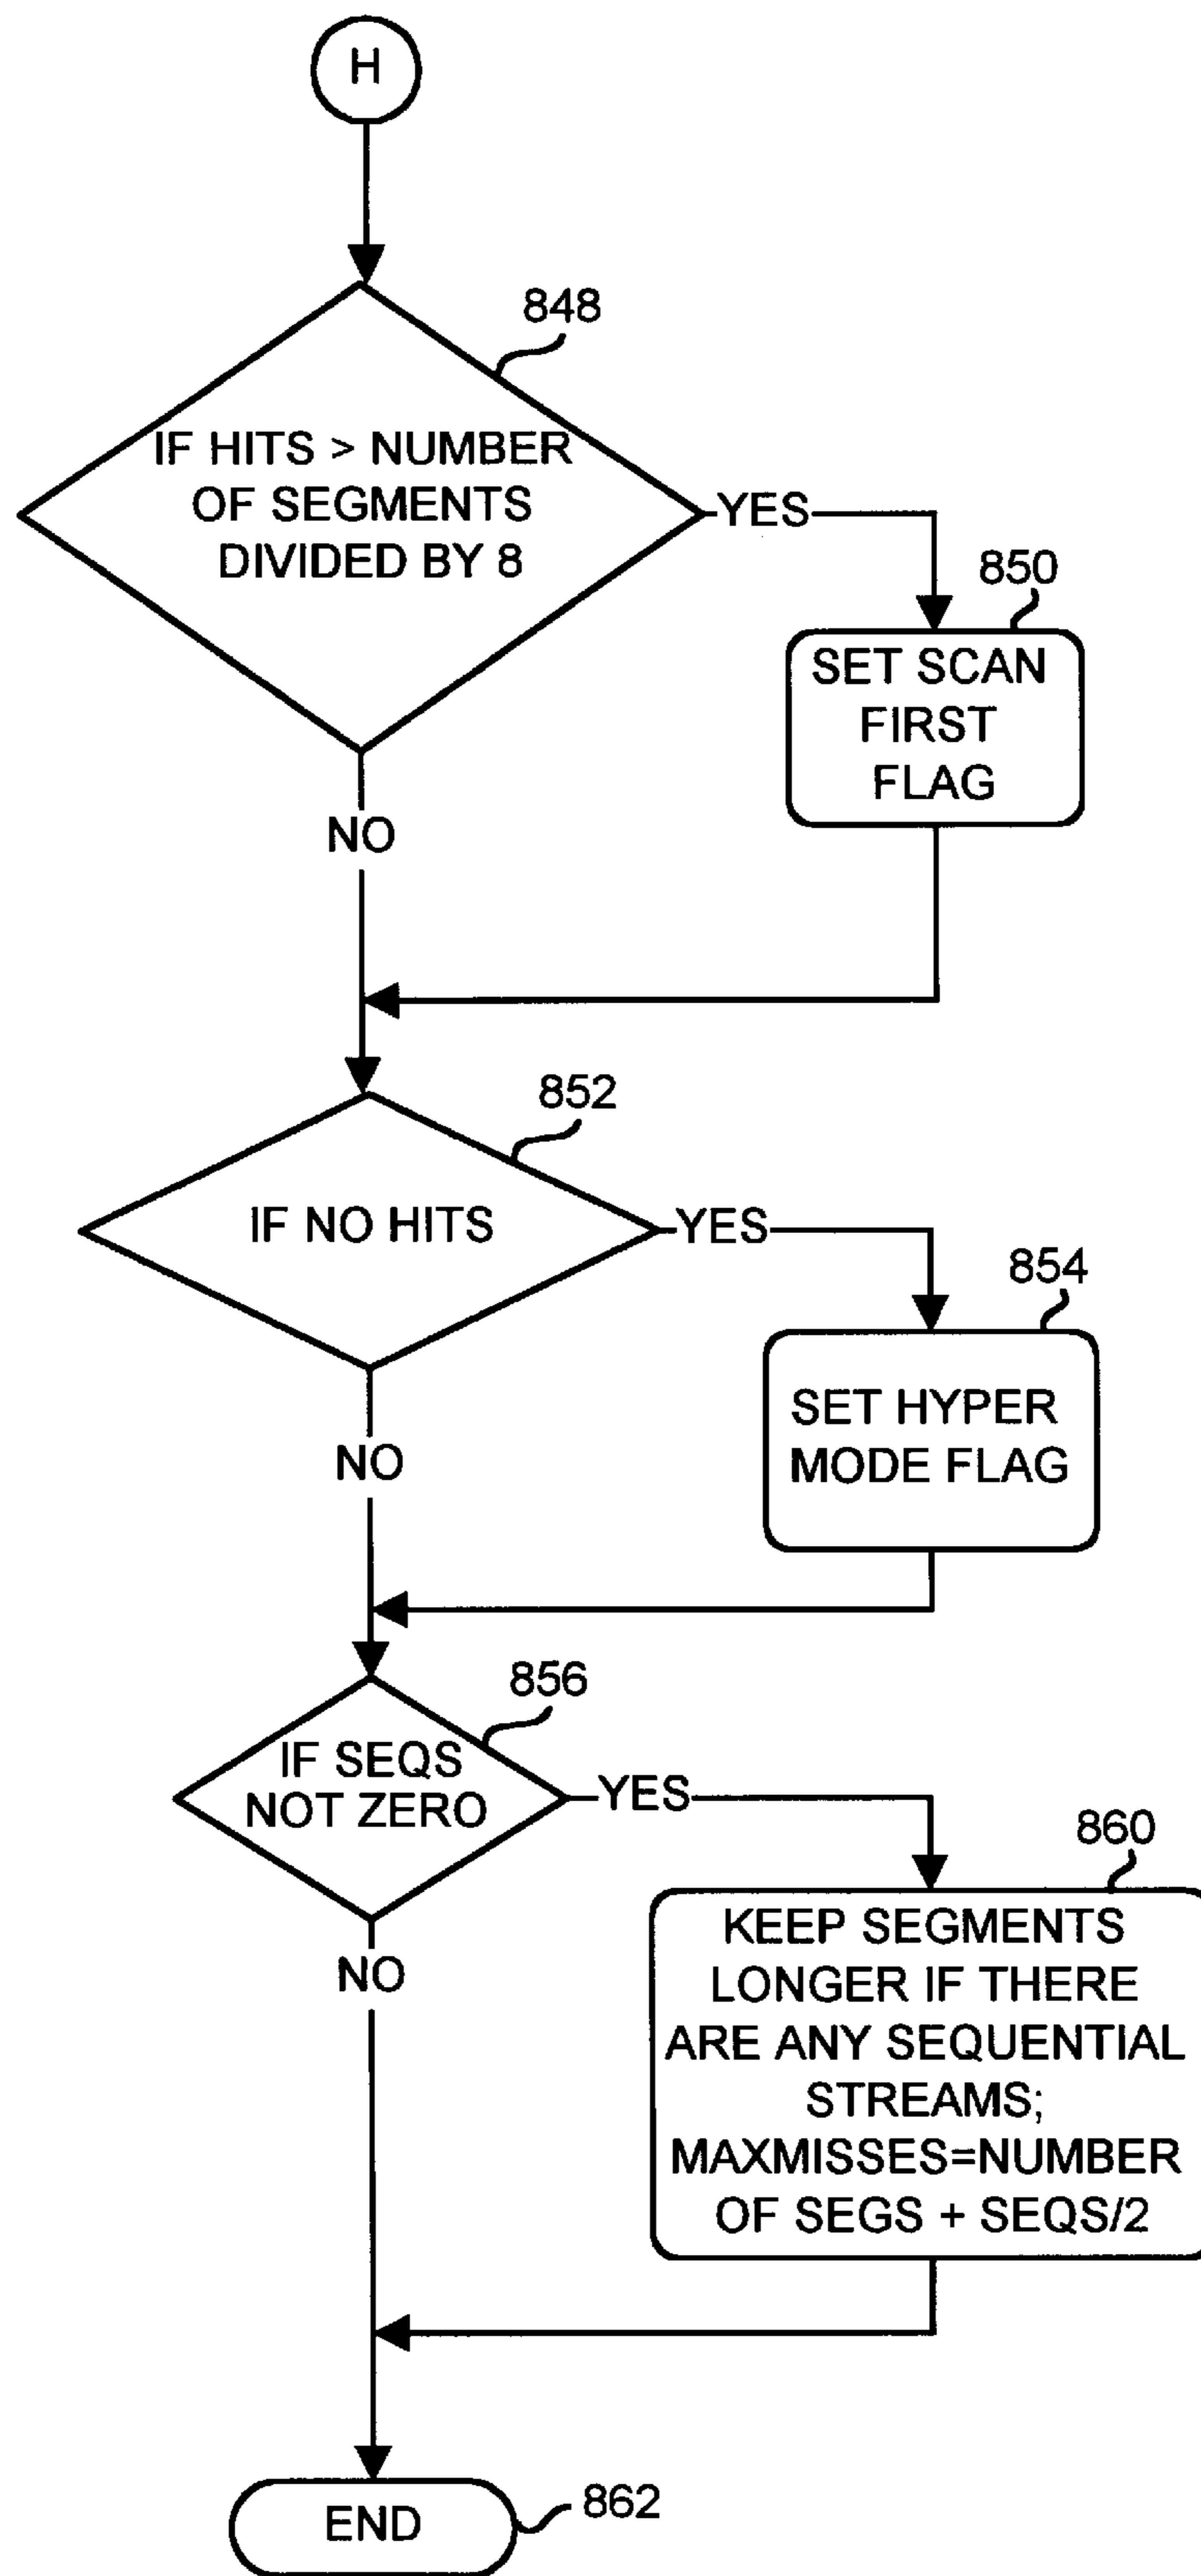 H
848
IF HITS > NUMBER
OF SEGMENTS
DIVIDED BY 8
YES
850
SET SCAN
FIRST
FLAG
NO
852
IF NO HITS
YES
854
SET HYPER
MODE FLAG
NO
856
IF SEQS
NOT ZERO
YES
860
KEEP SEGMENTS
LONGER IF THERE
ARE ANY SEQUENTIAL
STREAMS;
MAXMISSES=NUMBER
OF SEGS + SEQS/2
NO
END
862